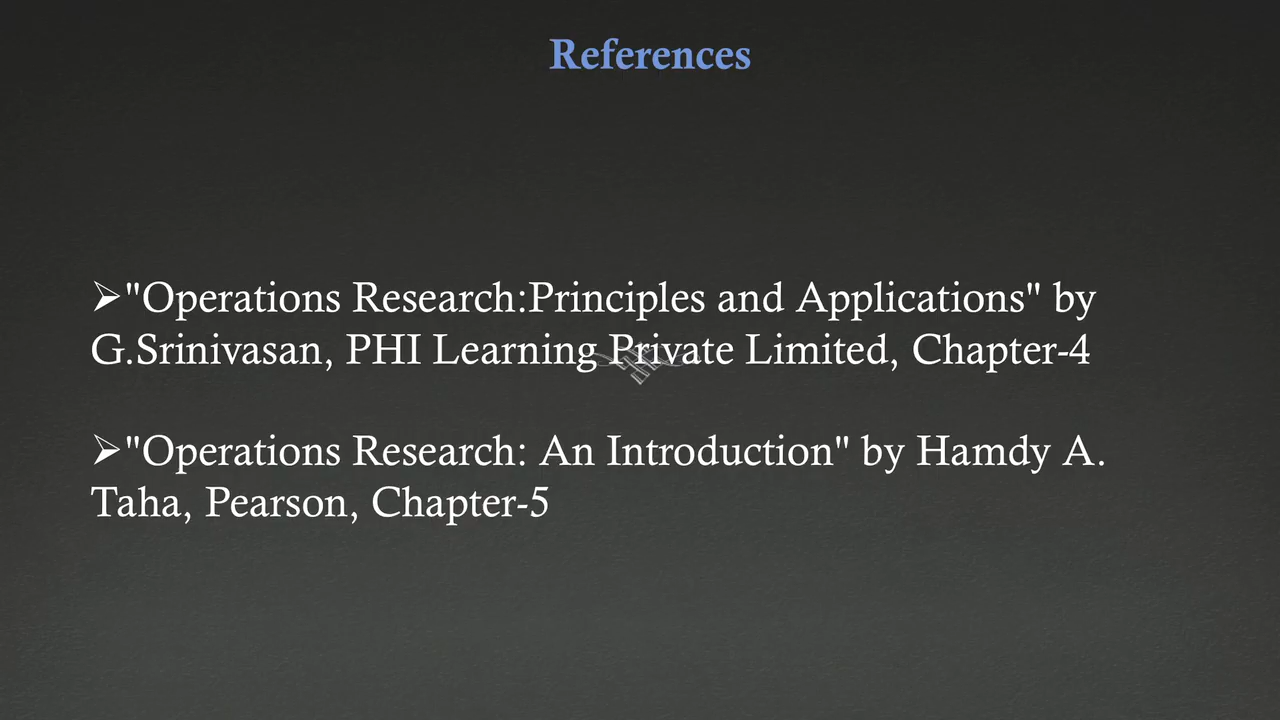 References
➢"Operations Research:Principles and Applications" by
G.Srinivasan, PHI Learning Private Limited, Chapter-4
➢"Operations Research: An Introduction" by Hamdy A.
Taha, Pearson, Chapter-5